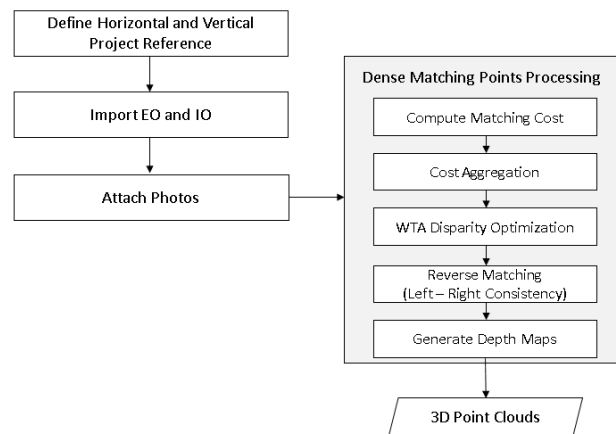 Define Horizontal and Vertical
Project Reference
Import EO and IO
Attach Photos
Dense Matching Points Processing
Compute Matching Cost
Cost Aggregation
WTA Disparity Optimization
Reverse Matching
(Left – Right Consistency)
Generate Depth Maps
3D Point Clouds